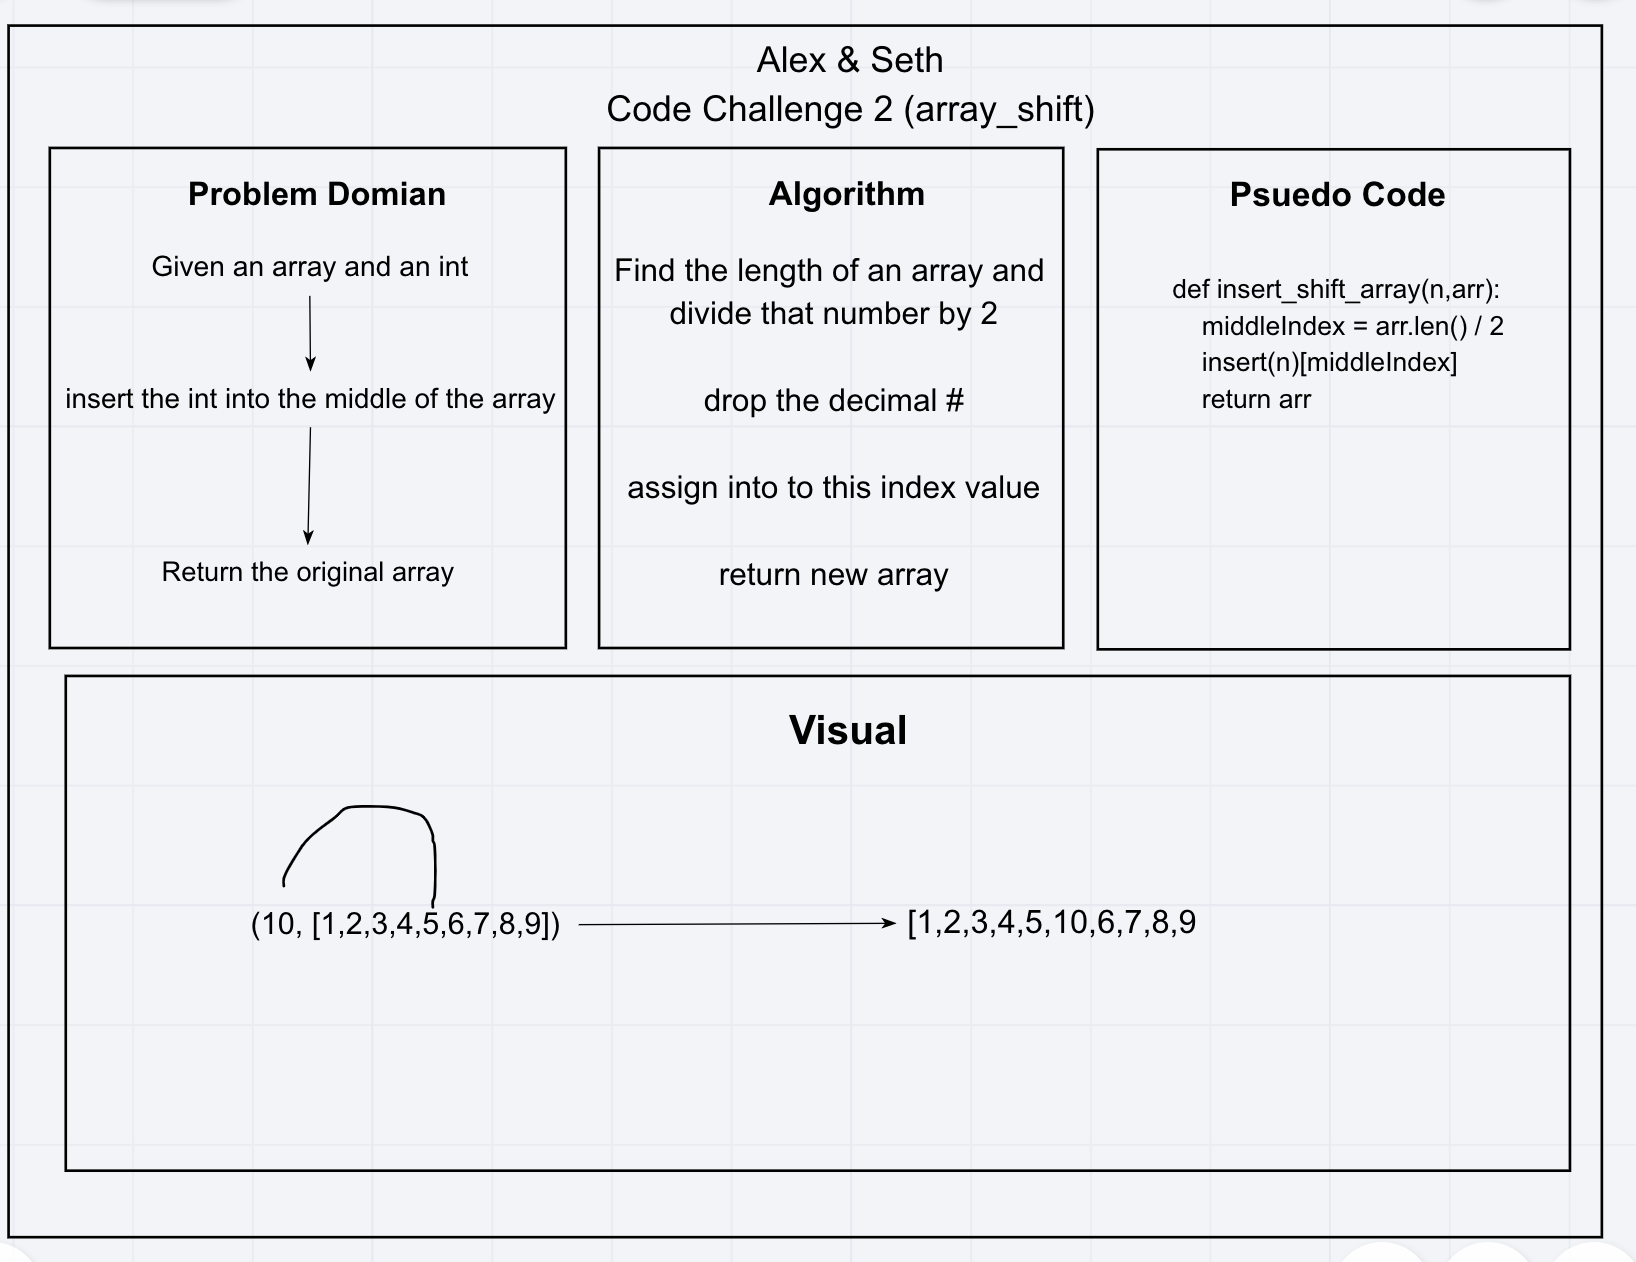 Alex & Seth
Code Challenge 2 (array_shift)
Problem Domian
Given an array and an int
insert the int into the middle of the array
Return the original array
Algorithm
Find the length of an array and
divide that number by 2
drop the decimal #
assign into to this index value
return new array
Psuedo Code
def insert_shift_array(n,arr):
middleIndex = arr.len() / 2
insert(n)[middleIndex]
return arr
Visual
(10, [1,2,3,4,5,6,7,8,9])
[1,2,3,4,5,10,6,7,8,9